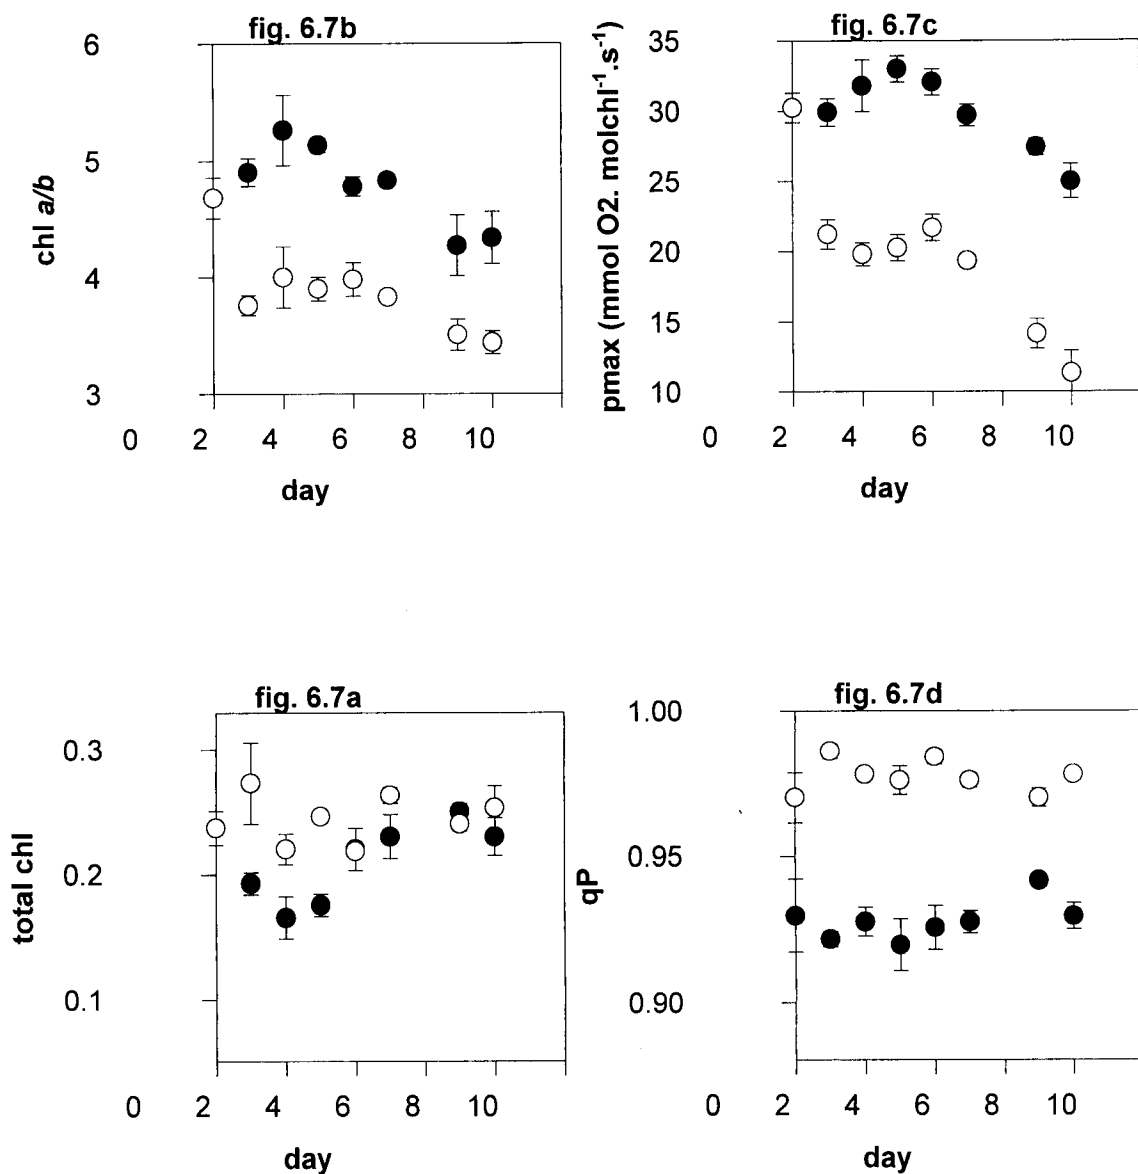 fig. 6.7b
6
5
4
3
chl a/b
0 2 4 6 8 10
day
fig. 6.7c
35
30
25
20
15
10
pmax (mmol O2. molchl⁻¹.s⁻¹)
0 2 4 6 8 10
day
fig. 6.7a
0.3
0.2
0.1
total chl
0 2 4 6 8 10
day
fig. 6.7d
1.00
0.95
0.90
qP
0 2 4 6 8 10
day